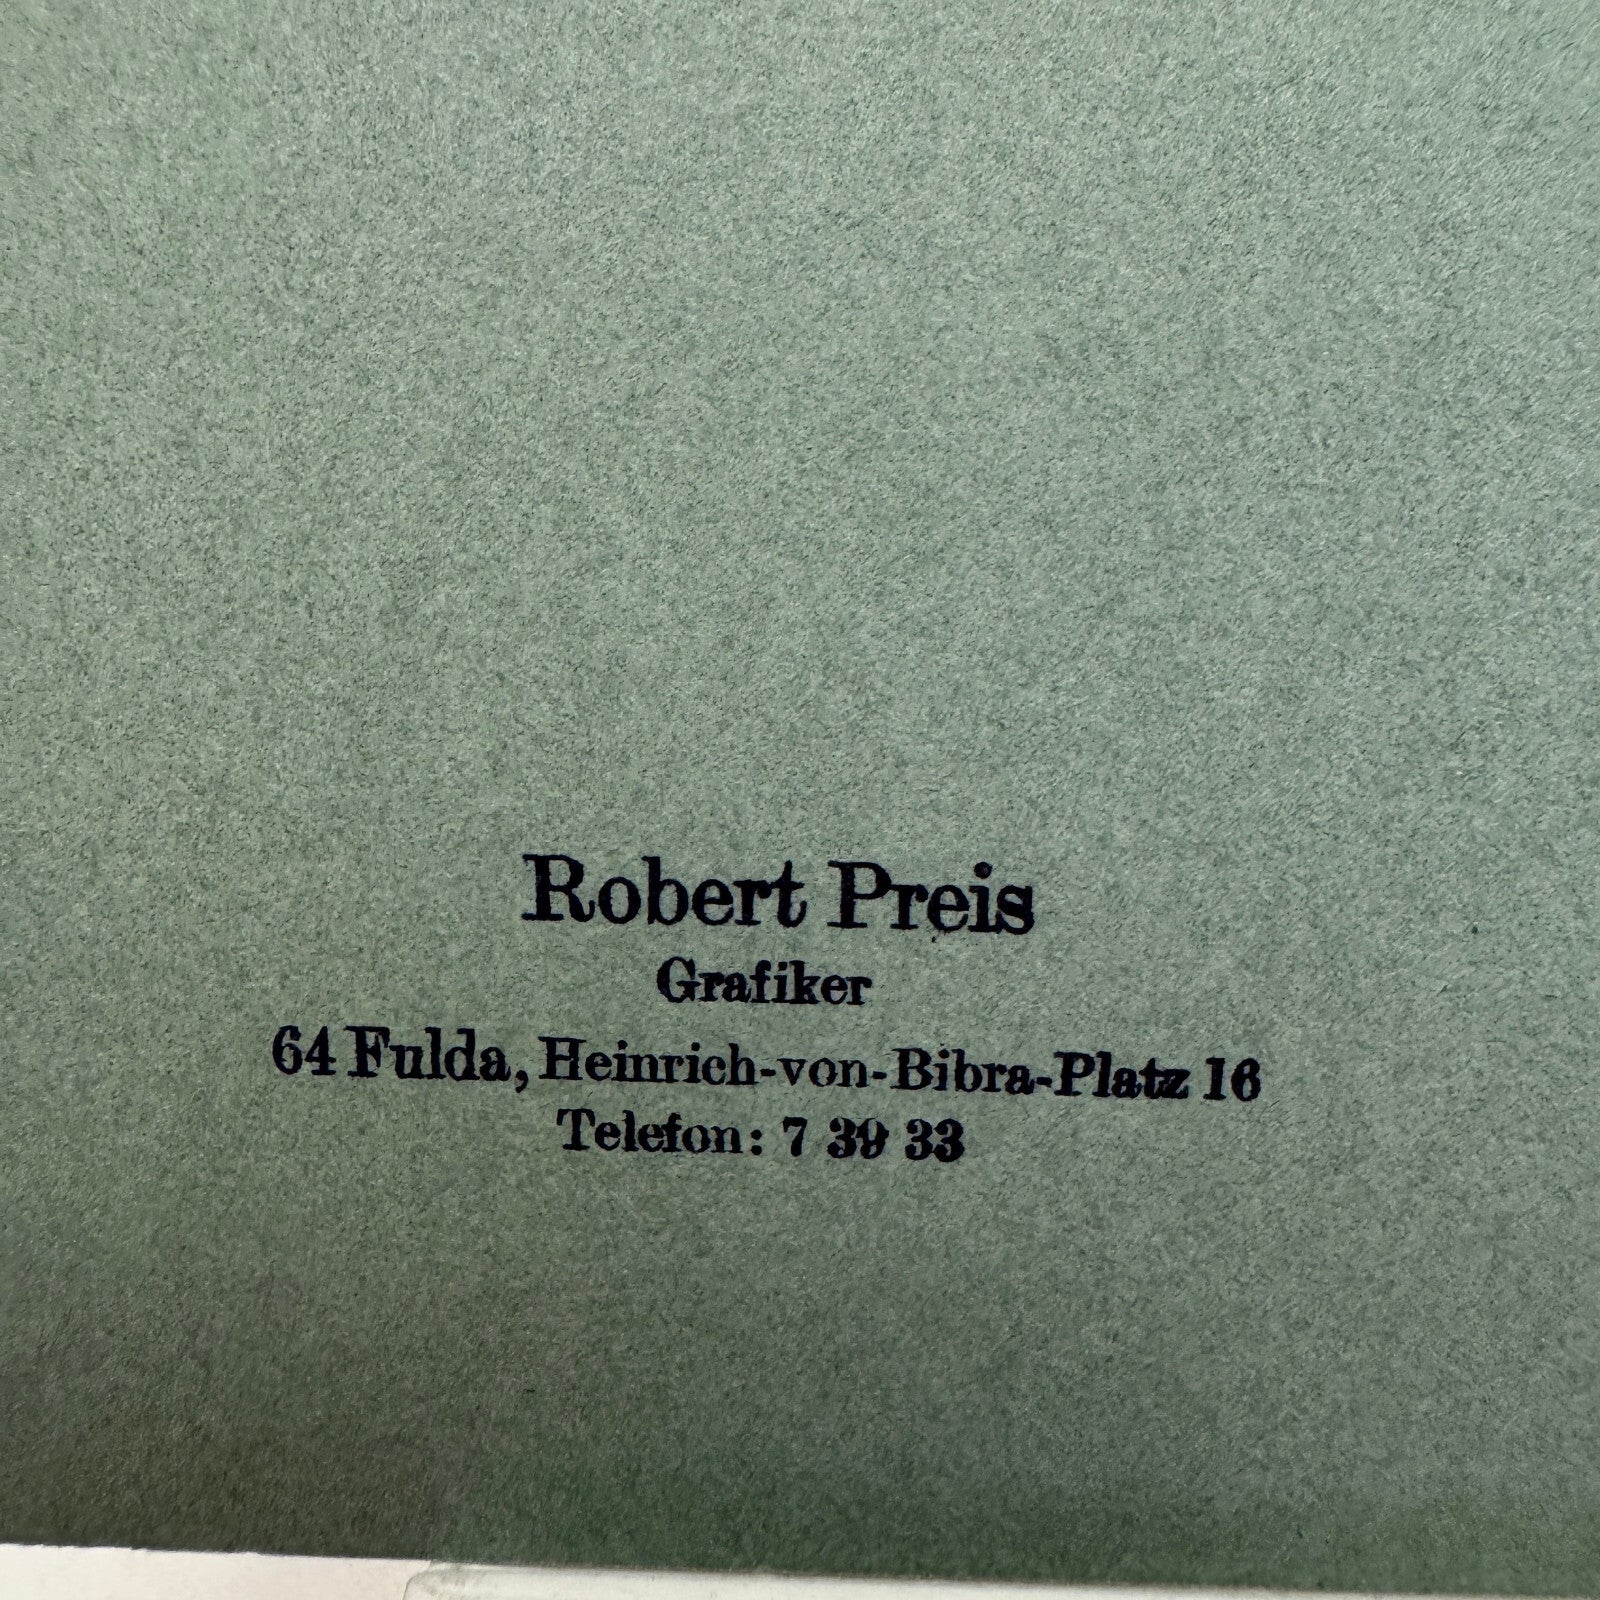 Robert Preis
Grafiker
64 Fulda, Heinrich-von-Bibra-Platz 16
Telefon: 7 39 33